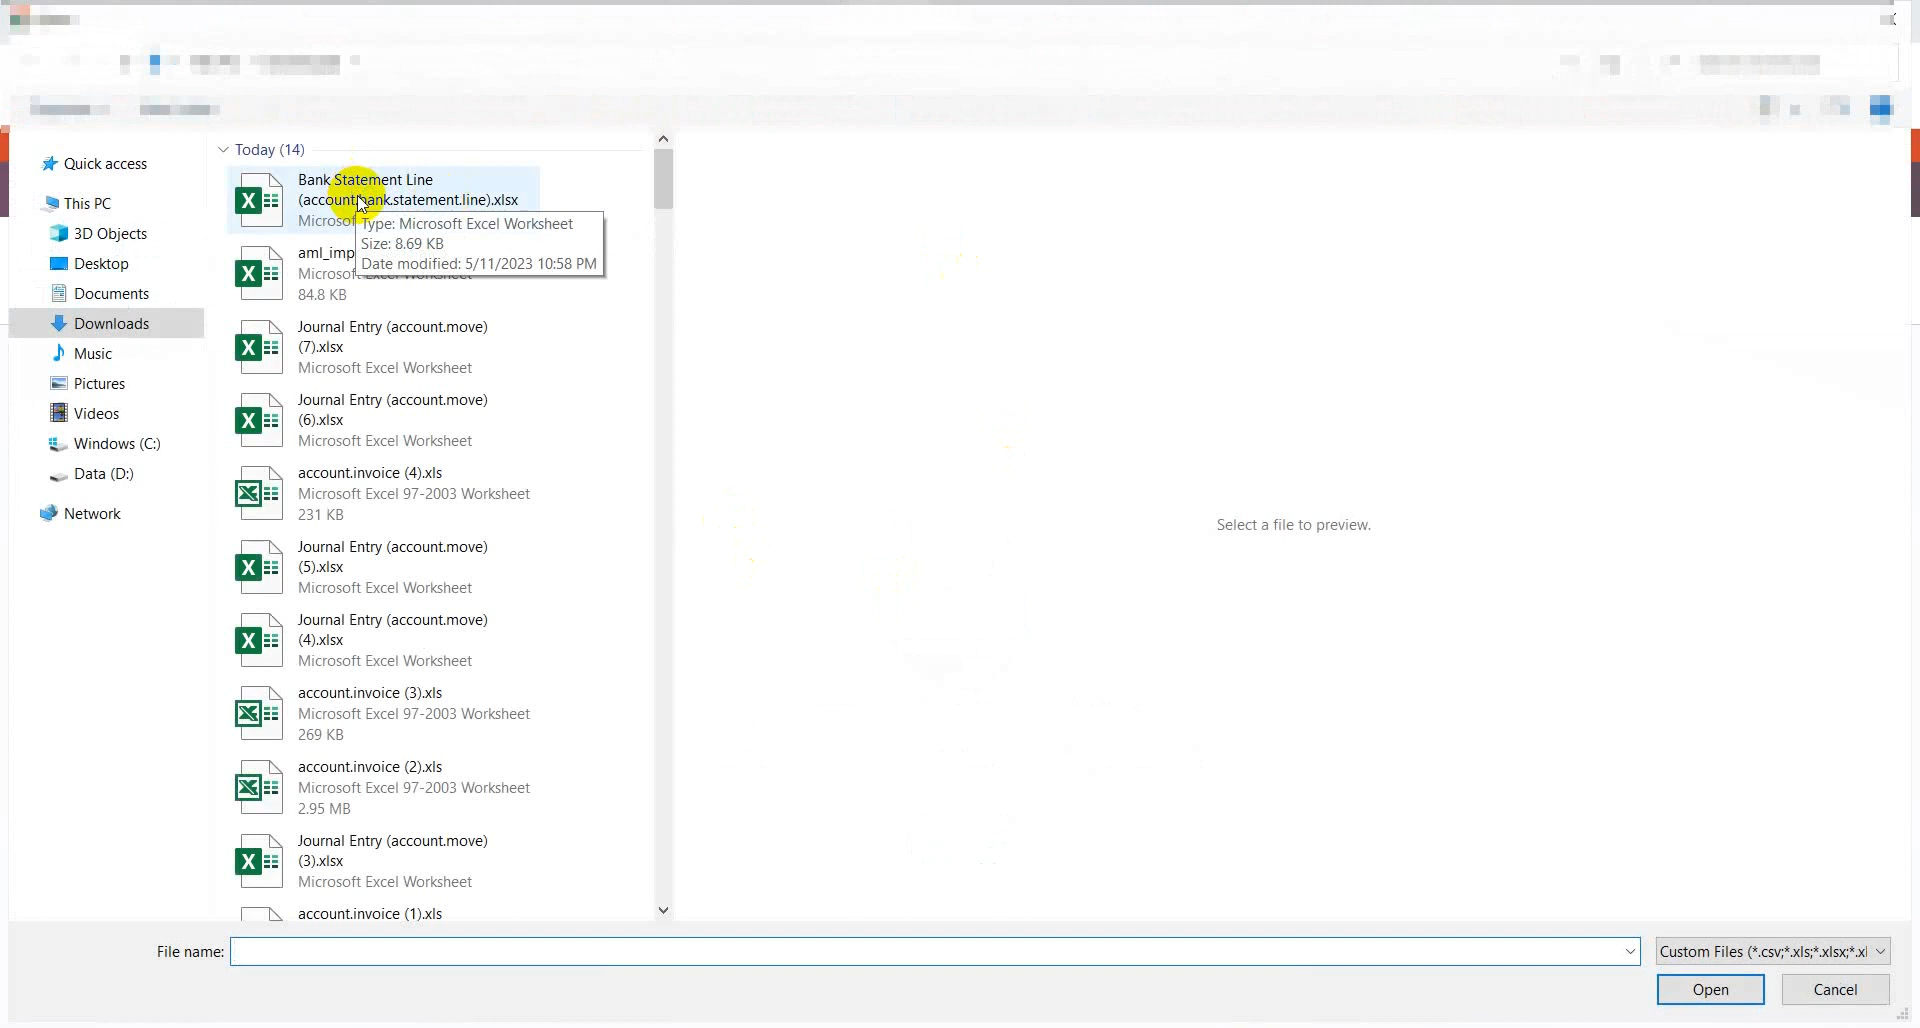 Quick access
This PC
3D Objects
Desktop
Documents
Downloads
Music
Pictures
Videos
Windows (C:)
Data (D:)
Network
Today (14)
Bank Statement Line
(account.bank.statement.line).xlsx
Type: Microsoft Excel Worksheet
Size: 8.69 KB
Date modified: 5/11/2023 10:58 PM
84.8 KB
Journal Entry (account.move)
(7).xlsx
Microsoft Excel Worksheet
Journal Entry (account.move)
(6).xlsx
Microsoft Excel Worksheet
account.invoice (4).xls
Microsoft Excel 97-2003 Worksheet
231 KB
Journal Entry (account.move)
(5).xlsx
Microsoft Excel Worksheet
Journal Entry (account.move)
(4).xlsx
Microsoft Excel Worksheet
account.invoice (3).xls
Microsoft Excel 97-2003 Worksheet
269 KB
account.invoice (2).xls
Microsoft Excel 97-2003 Worksheet
2.95 MB
Journal Entry (account.move)
(3).xlsx
Microsoft Excel Worksheet
account.invoice (1).xls
Select a file to preview.
File name:
Custom Files (*.csv;*.xls;*.xlsx;*.xl
Open
Cancel